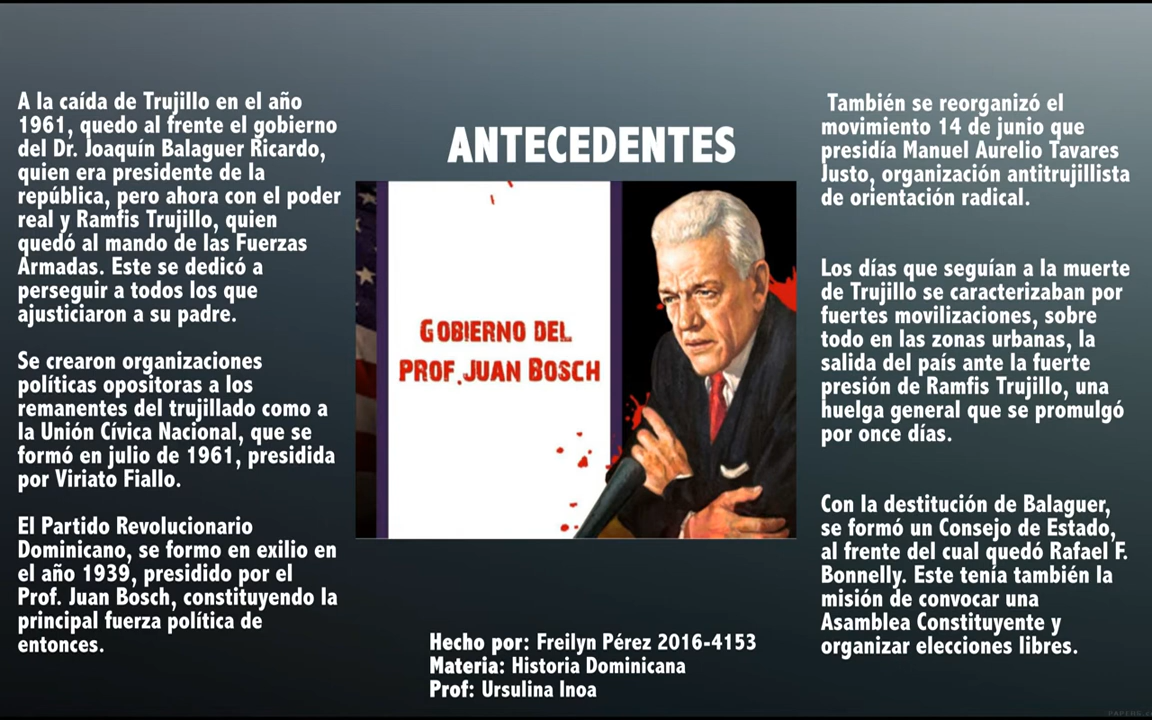 A la caída de Trujillo en el año
1961, quedo al frente el gobierno
del Dr. Joaquín Balaguer Ricardo,
quien era presidente de la
república, pero ahora con el poder
real y Ramfis Trujillo, quien
quedó al mando de las Fuerzas
Armadas. Este se dedicó a
perseguir a todos los que
ajusticiaron a su padre.
Se crearon organizaciones
políticas opositoras a los
remanentes del trujillado como a
la Unión Cívica Nacional, que se
formó en julio de 1961, presidida
por Viriato Fiallo.
El Partido Revolucionario
Dominicano, se formo en exilio en
el año 1939, presidido por el
Prof. Juan Bosch, constituyendo la
principal fuerza política de
entonces.
ANTECEDENTES
GOBIERNO DEL
PROF. JUAN BOSCH
Hecho por: Freilyn Pérez 2016-4153
Materia: Historia Dominicana
Prof: Ursulina Inoa
También se reorganizó el
movimiento 14 de junio que
presidía Manuel Aurelio Tavares
Justo, organización antitrujillista
de orientación radical.
Los días que seguían a la muerte
de Trujillo se caracterizaban por
fuertes movilizaciones, sobre
todo en las zonas urbanas, la
salida del país ante la fuerte
presión de Ramfis Trujillo, una
huelga general que se promulgó
por once días.
Con la destitución de Balaguer,
se formó un Consejo de Estado,
al frente del cual quedó Rafael F.
Bonnelly. Este tenía también la
misión de convocar una
Asamblea Constituyente y
organizar elecciones libres.